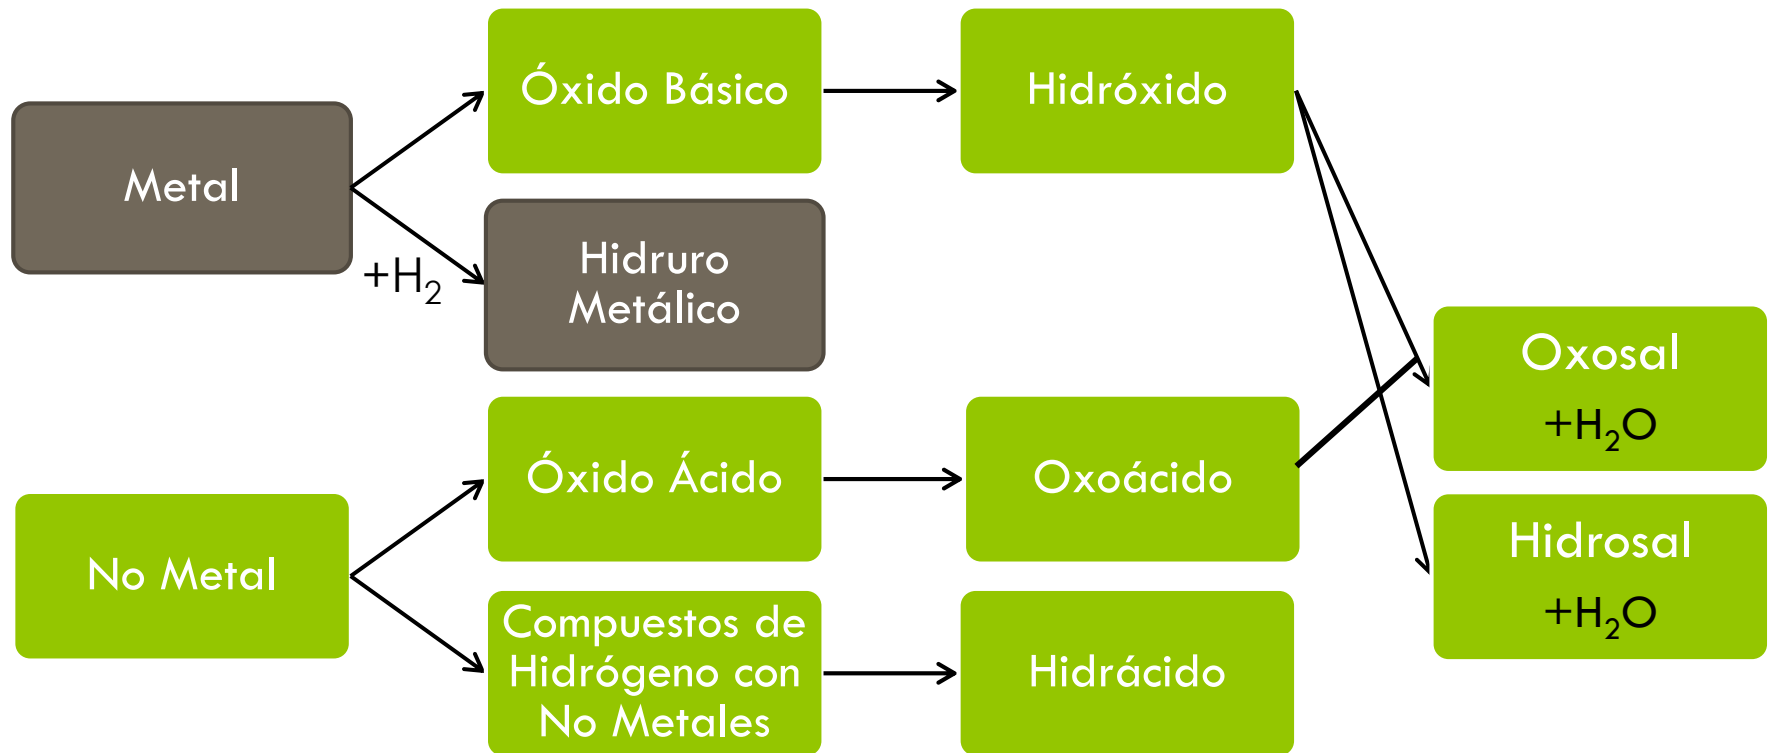 Metal
Óxido Básico
Hidróxido
+H₂
Hidruro
Metálico
Oxosal
+H₂O
No Metal
Óxido Ácido
Oxoácido
Hidrosal
+H₂O
Compuestos de
Hidrógeno con
No Metales
Hidrácido